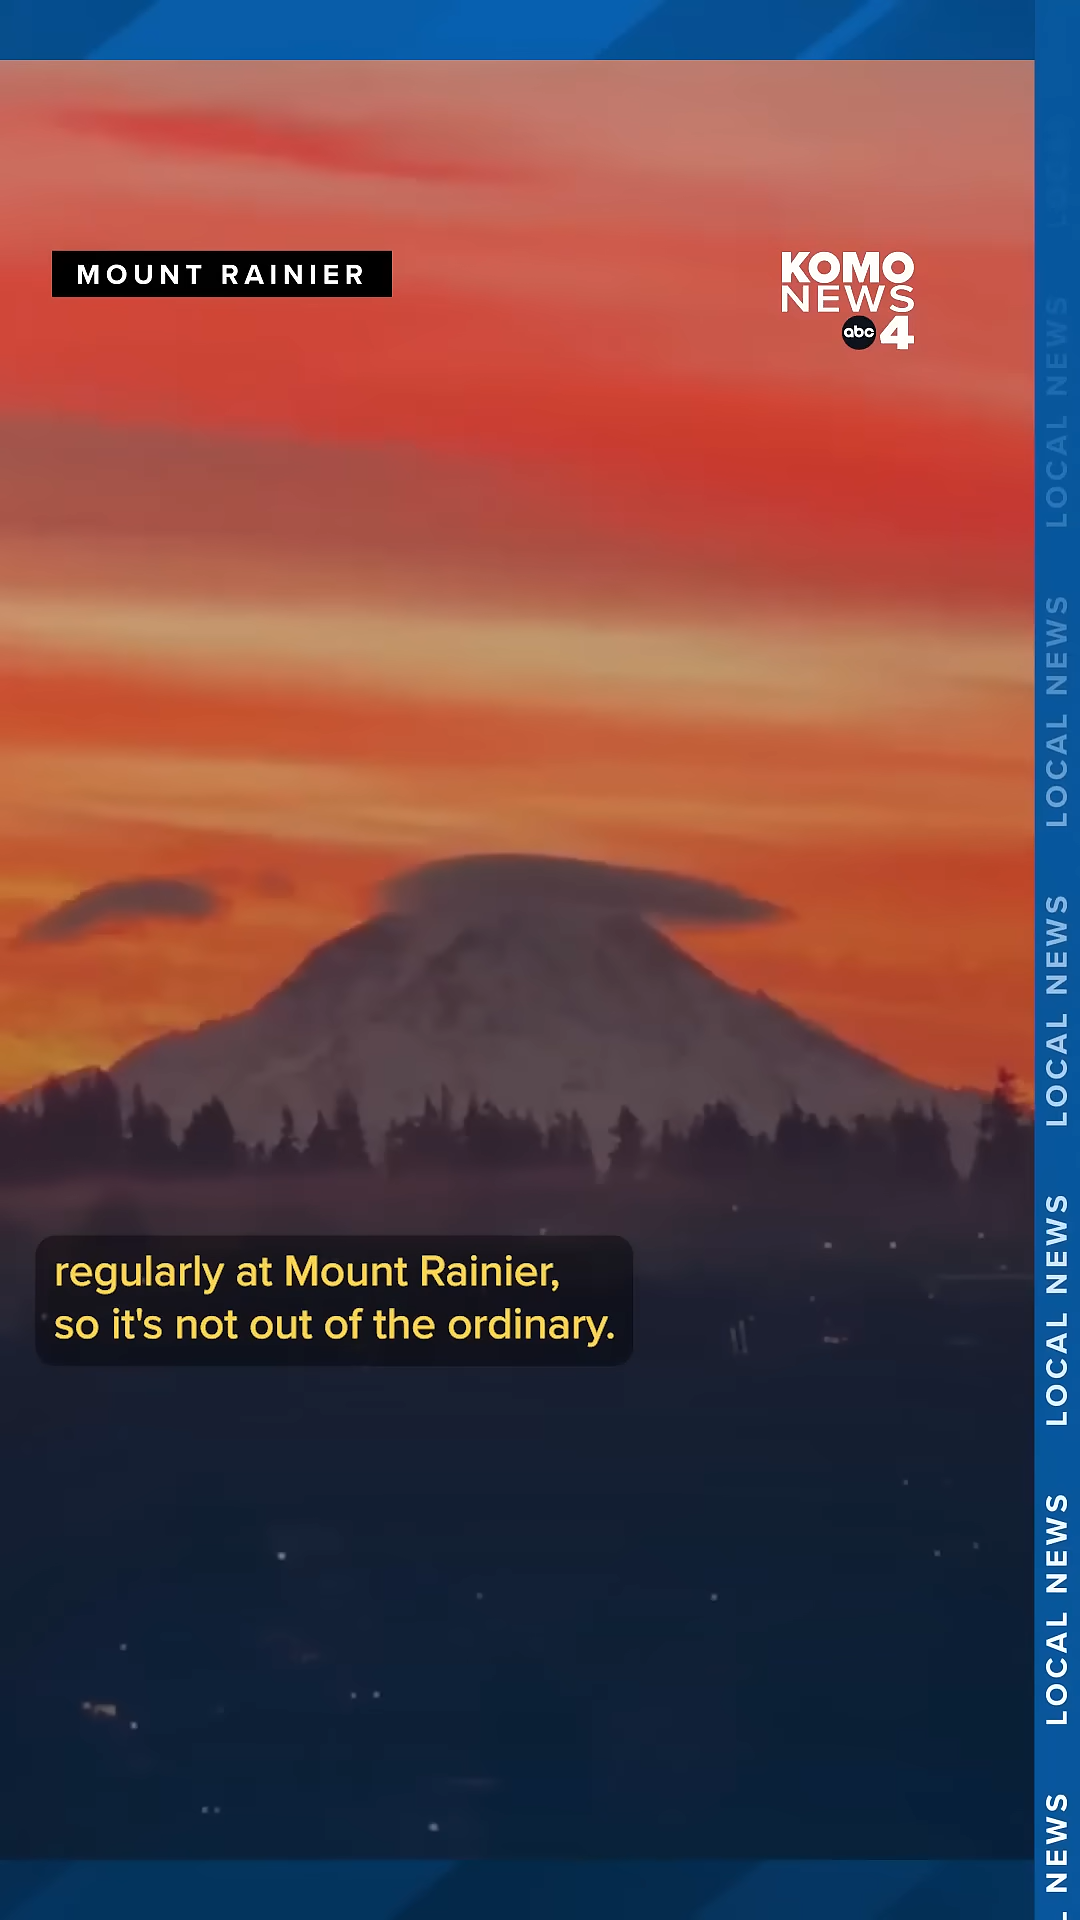 MOUNT RAINIER
KOMO
NEWS
abc 4
regularly at Mount Rainier,
so it's not out of the ordinary.
LOCAL
LOCAL NEWS
LOCAL NEWS
LOCAL NEWS
LOCAL NEWS
LOCAL NEWS
NEWS